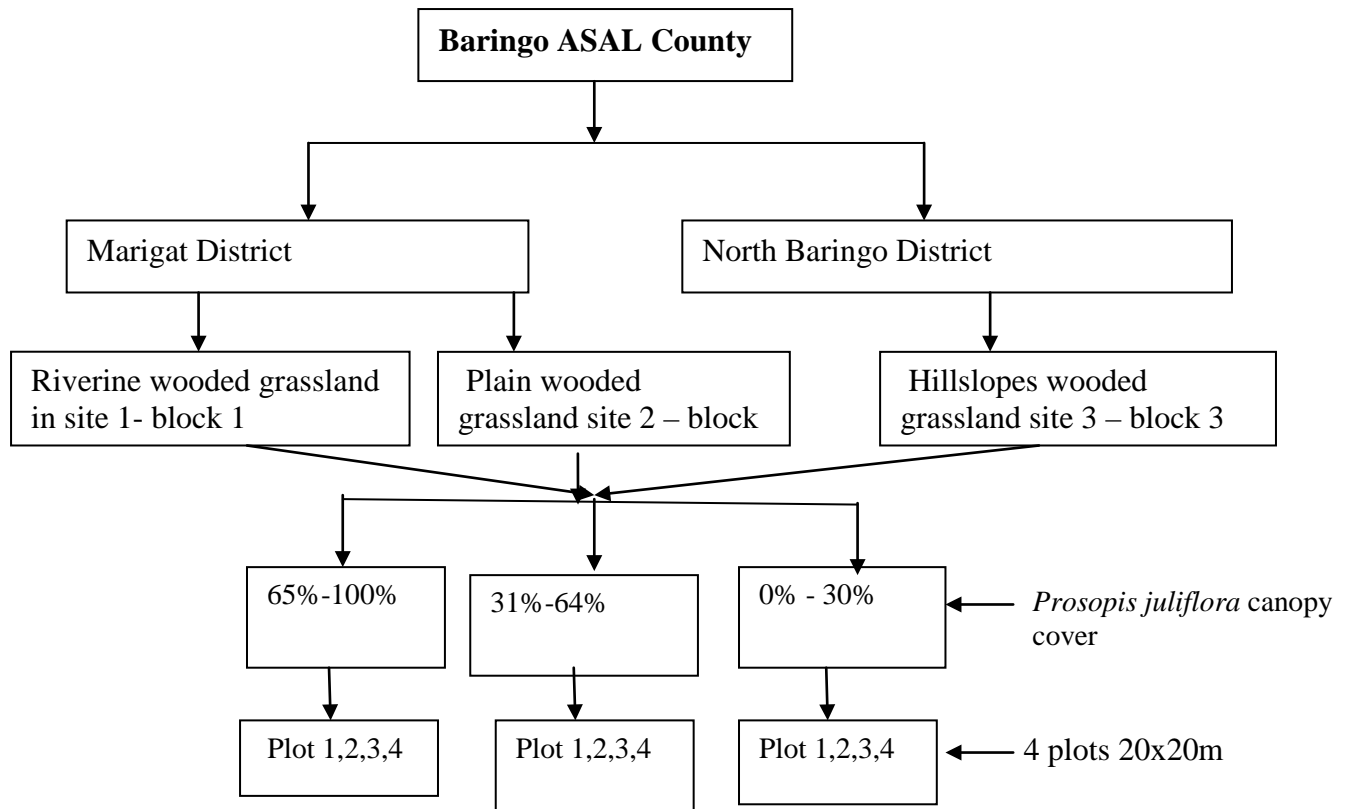 Baringo ASAL County
Marigat District
North Baringo District
Riverine wooded grassland
in site 1- block 1
Plain wooded
grassland site 2 – block
Hillslopes wooded
grassland site 3 – block 3
65%-100%
31%-64%
0% - 30%
Prosopis juliflora canopy
cover
Plot 1,2,3,4
Plot 1,2,3,4
Plot 1,2,3,4
4 plots 20x20m